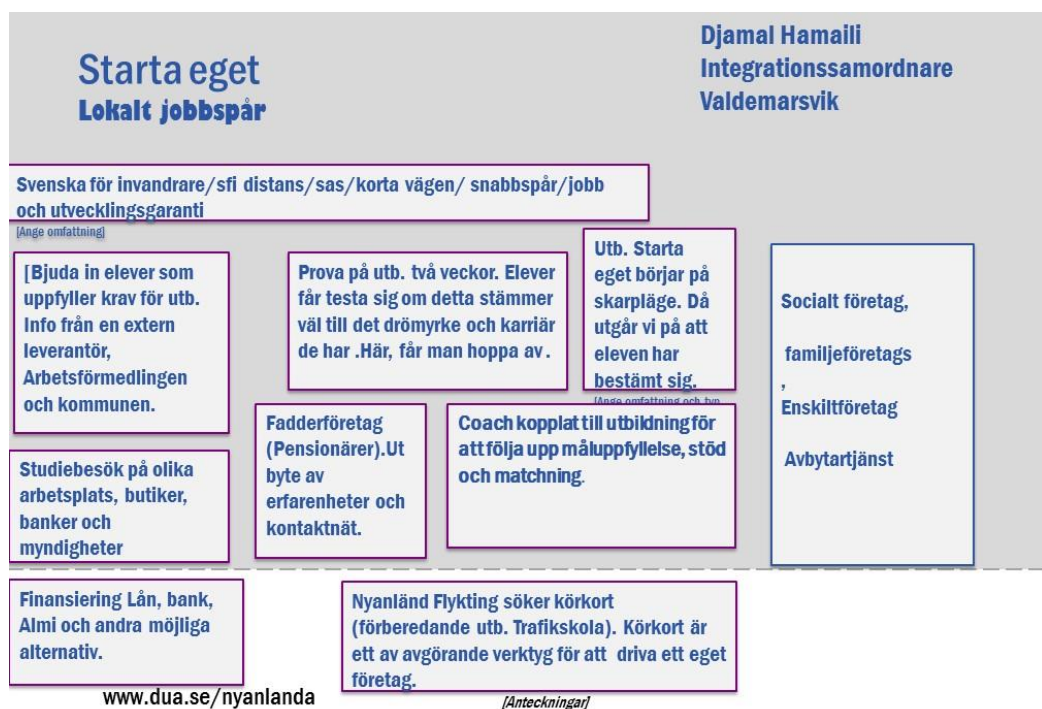 Starta eget
Lokalt jobbspår
Djamal Hamaili
Integrationssamordnare
Valdemarsvik
Svenska för invandrare/sfi distans/sas/korta vägen/ snabbspår/jobb
och utvecklingsgaranti
[Ange omfattning]
[Bjuda in elever som
uppfyller krav för utb.
Info från en extern
leverantör,
Arbetsförmedlingen
och kommunen.
Prova på utb. två veckor. Elever
får testa sig om detta stämmer
väl till det drömyrke och karriär
de har .Här, får man hoppa av .
Utb. Starta
eget börjar på
skarpläge. Då
utgår vi på att
eleven har
bestämt sig.
[Ange omfattning och typ
Socialt företag,
familjeföretags
,
Enskiltföretag
Avbytartjänst
Studiebesök på olika
arbetsplats, butiker,
banker och
myndigheter
Fadderföretag
(Pensionärer).Ut
byte av
erfarenheter och
kontaktnät.
Coach kopplat till utbildning för
att följa upp måluppfyllelse, stöd
och matchning.
Finansiering Lån, bank,
Almi och andra möjliga
alternativ.
Nyanländ Flykting söker körkort
(förberedande utb. Trafikskola). Körkort är
ett av avgörande verktyg för att driva ett eget
företag.
www.dua.se/nyanlanda
[Anteckningar]